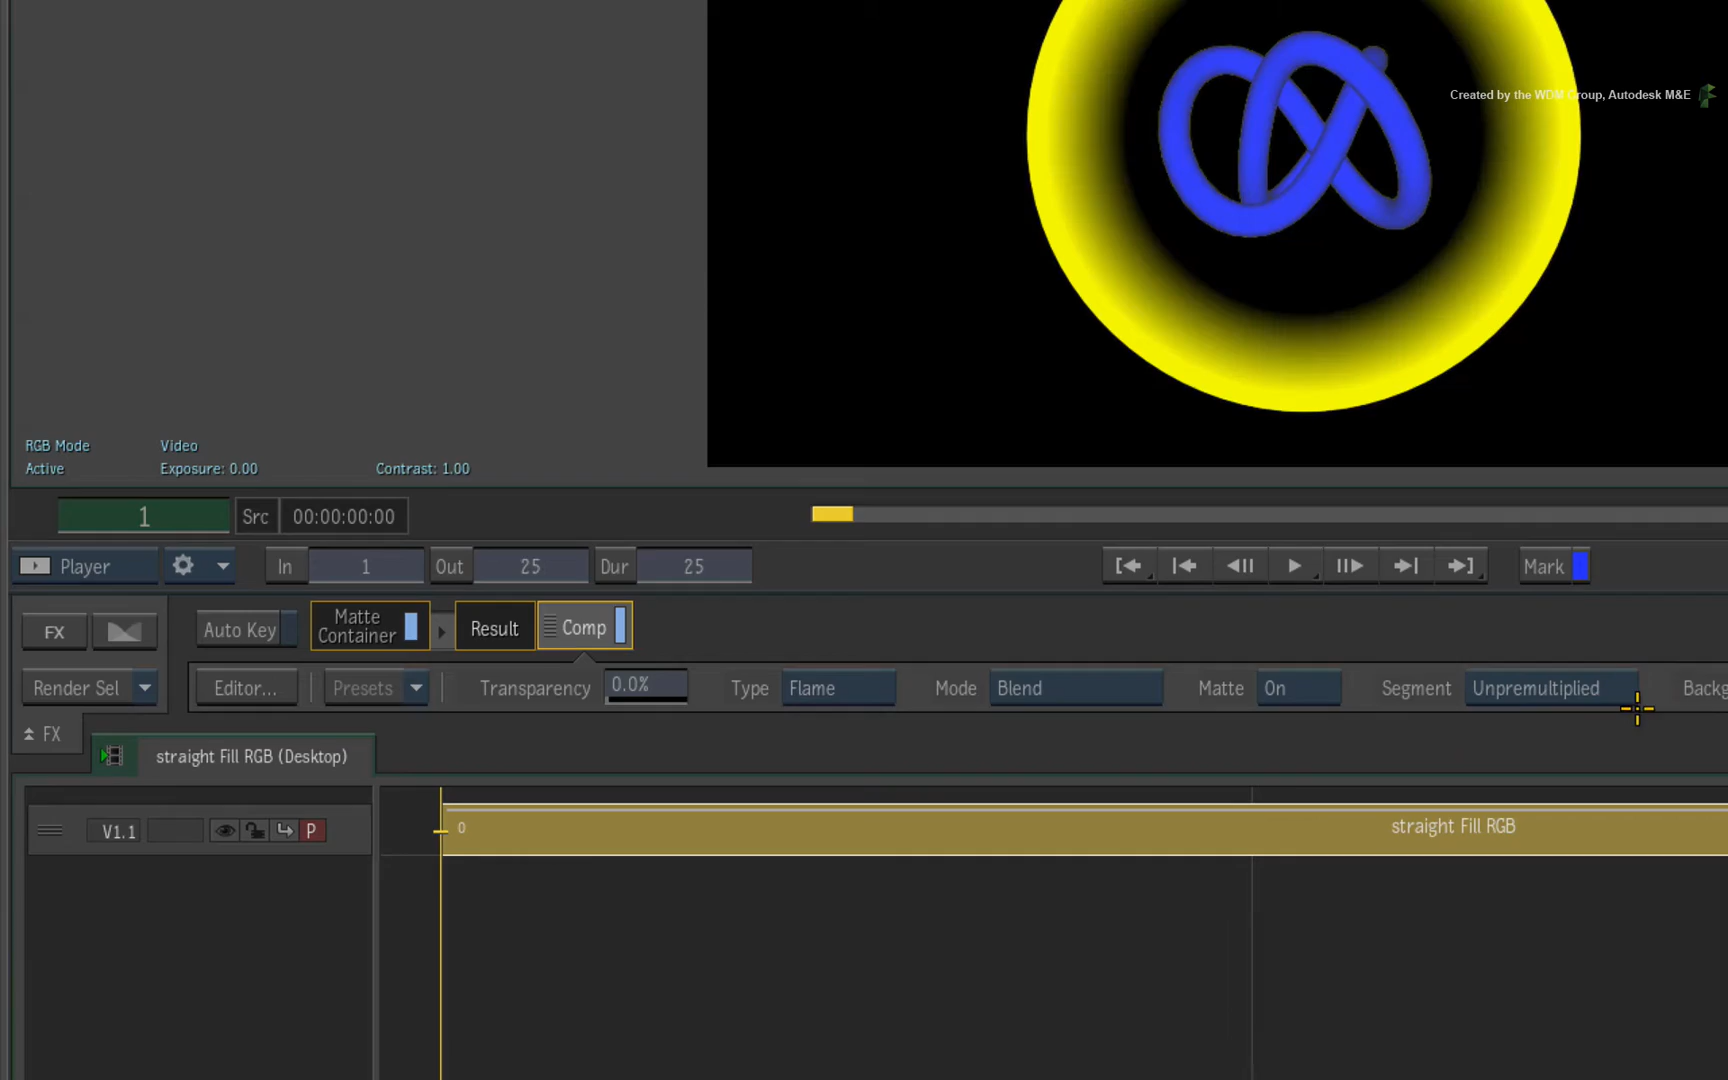 Created by the WDM Group, Autodesk M&E
RGB Mode Video
Active Exposure: 0.00 Contrast: 1.00
1 Src 00:00:00:00
Player In 1 Out 25 Dur 25 Mark
FX Auto Key Matte Container Result Comp
Render Sel Editor... Presets Transparency 0.0% Type Flame Mode Blend Matte On Segment Unpremultiplied Backg
FX
straight Fill RGB (Desktop)
V1.1 P 0 straight Fill RGB